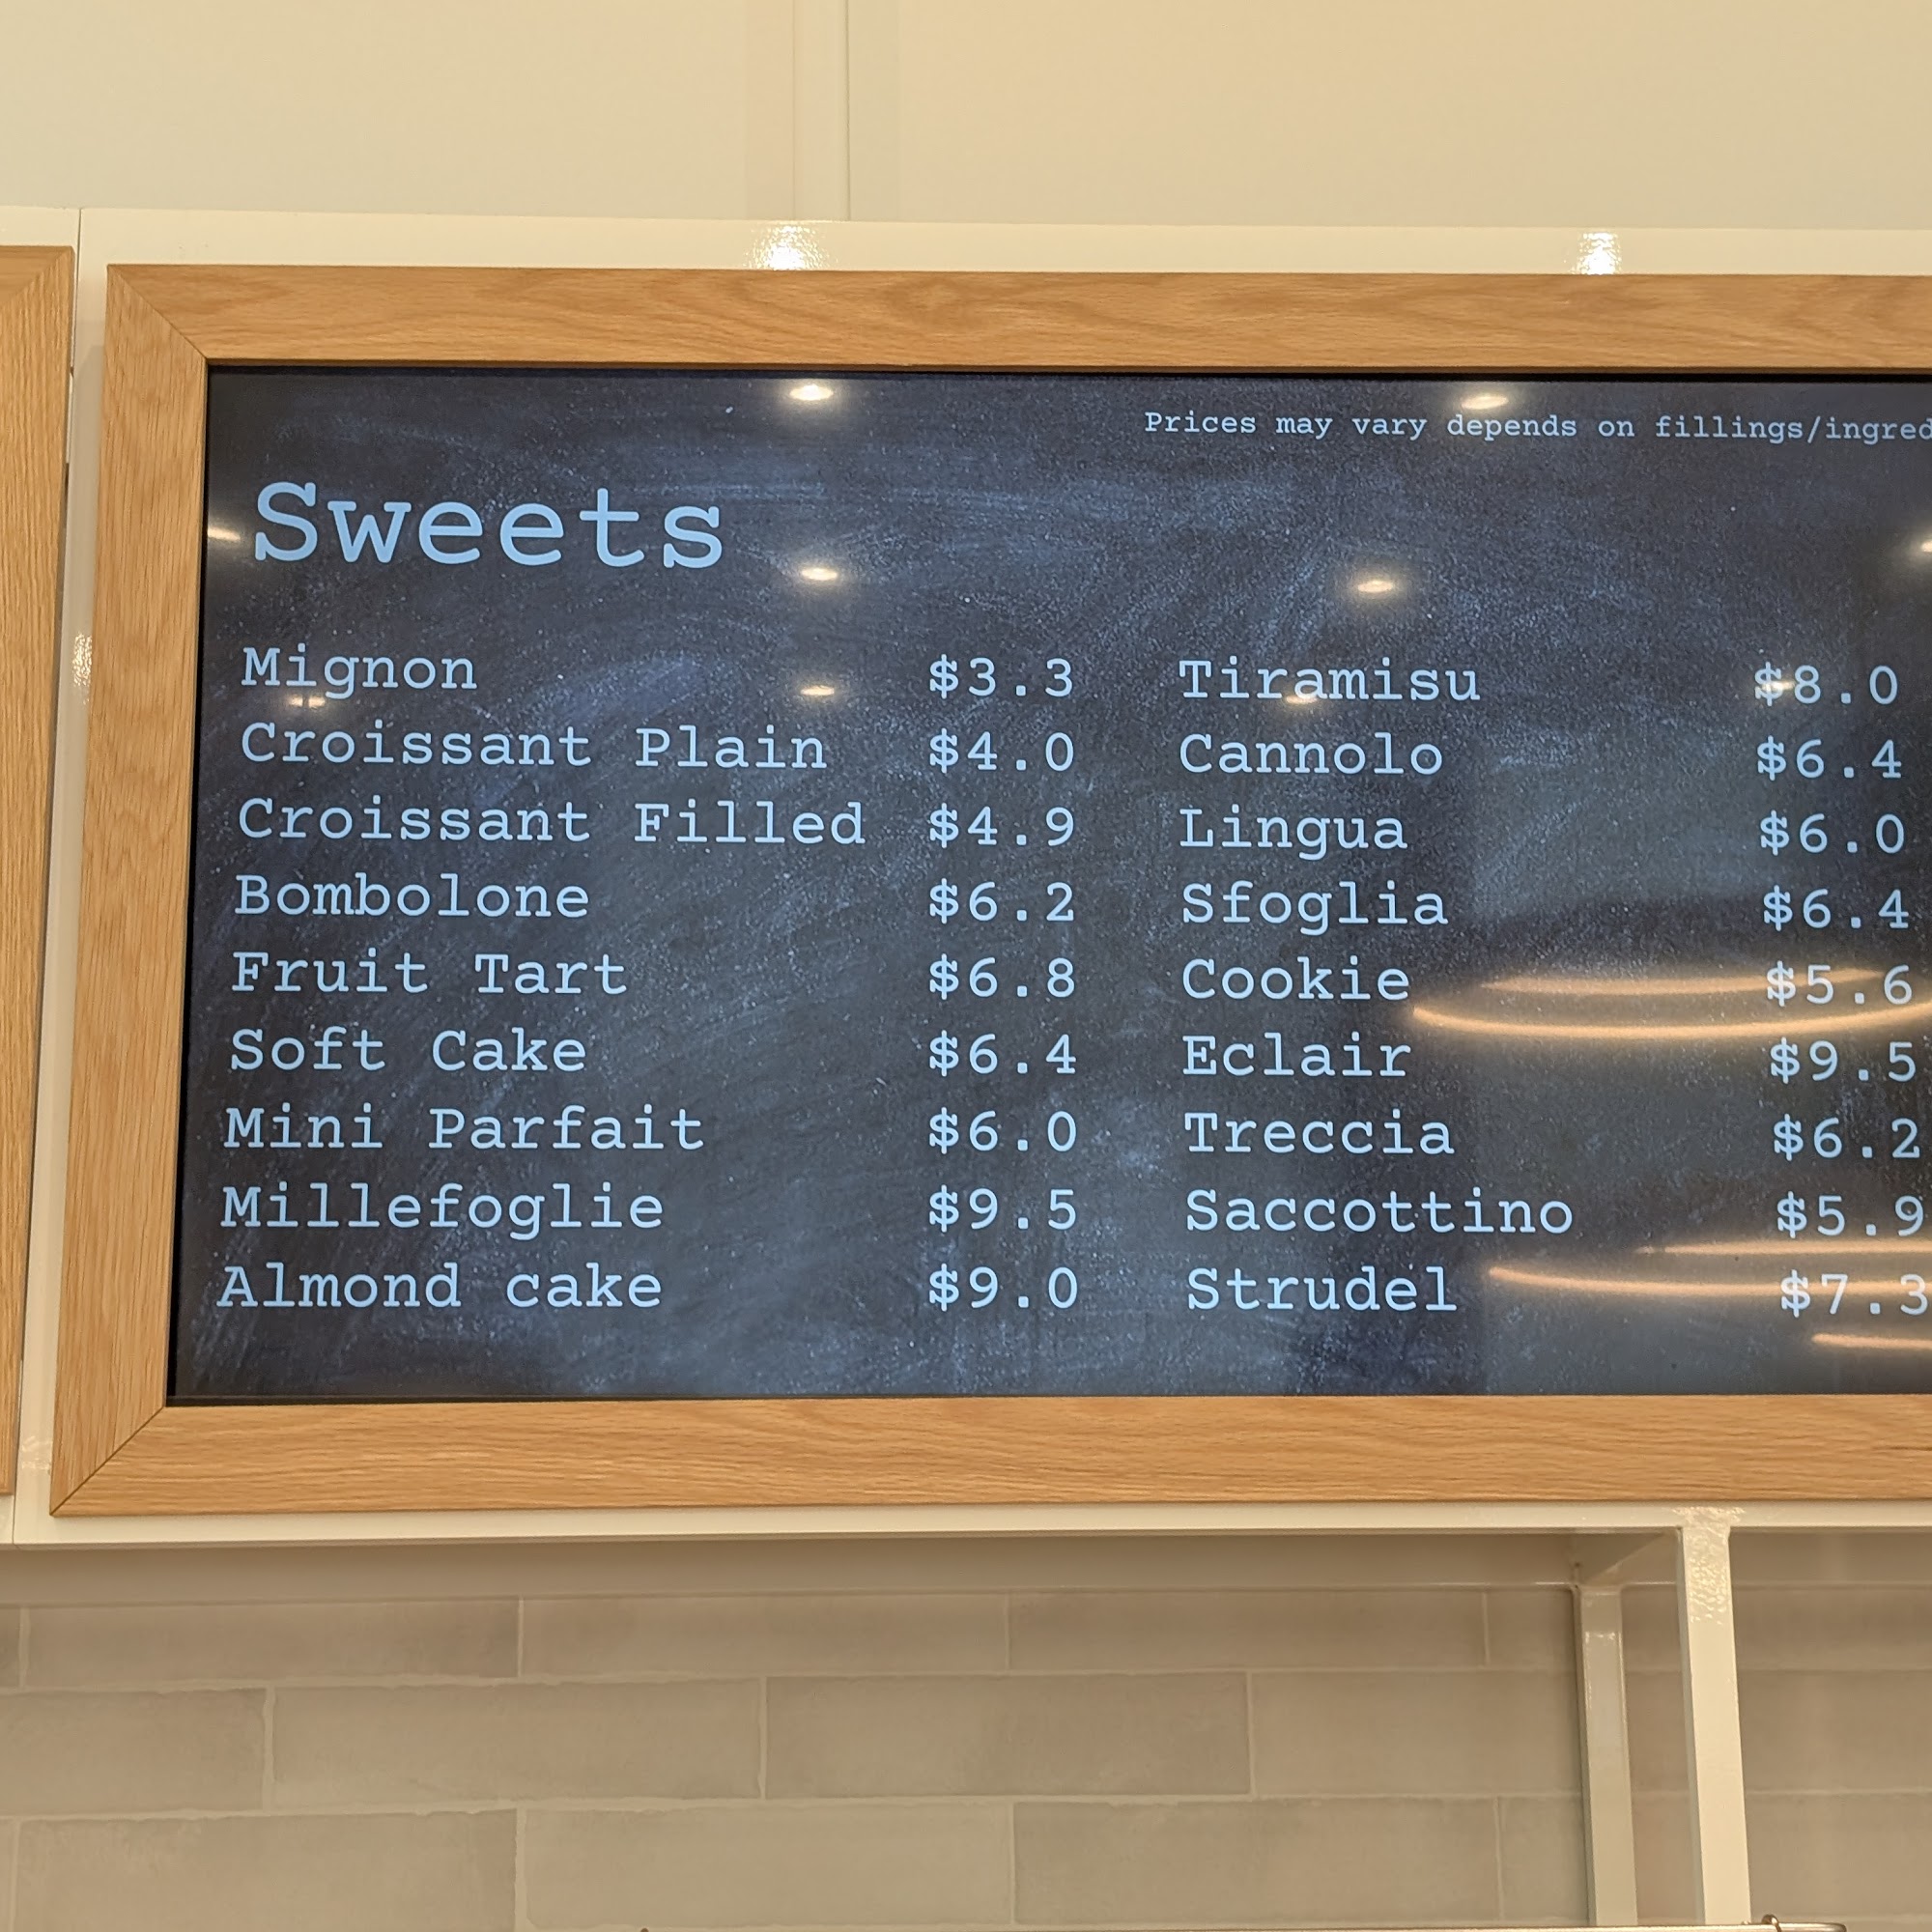 Prices may vary depends on
Sweets
Mignon $3.3
Croissant Plain $4.0
Croissant Filled $4.9
Bombolone $6.2
Fruit Tart $6.8
Soft Cake $6.4
Mini Parfait $6.0
Millefoglie $9.5
Almond cake $9.0
Tiramisu $8.0
Cannolo $6.4
Lingua $6.0
Sfoglia $6.4
Cookie $5.6
Eclair $9.5
Treccia $6.2
Saccottino $5.9
Strudel $7.3